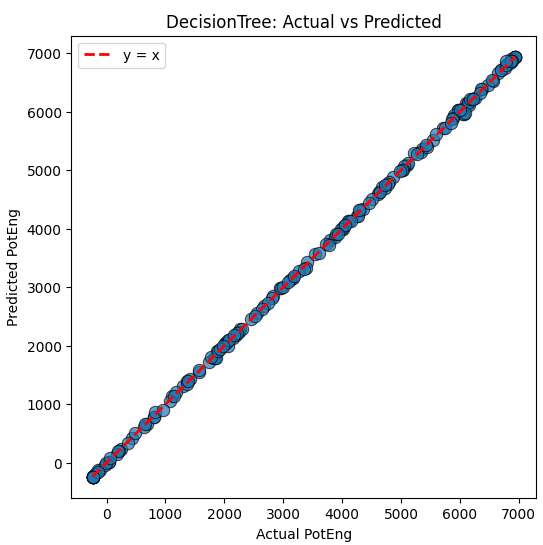 DecisionTree: Actual vs Predicted
y = x
7000
6000
5000
4000
3000
2000
1000
0
Predicted PotEng
0 1000 2000 3000 4000 5000 6000 7000
Actual PotEng